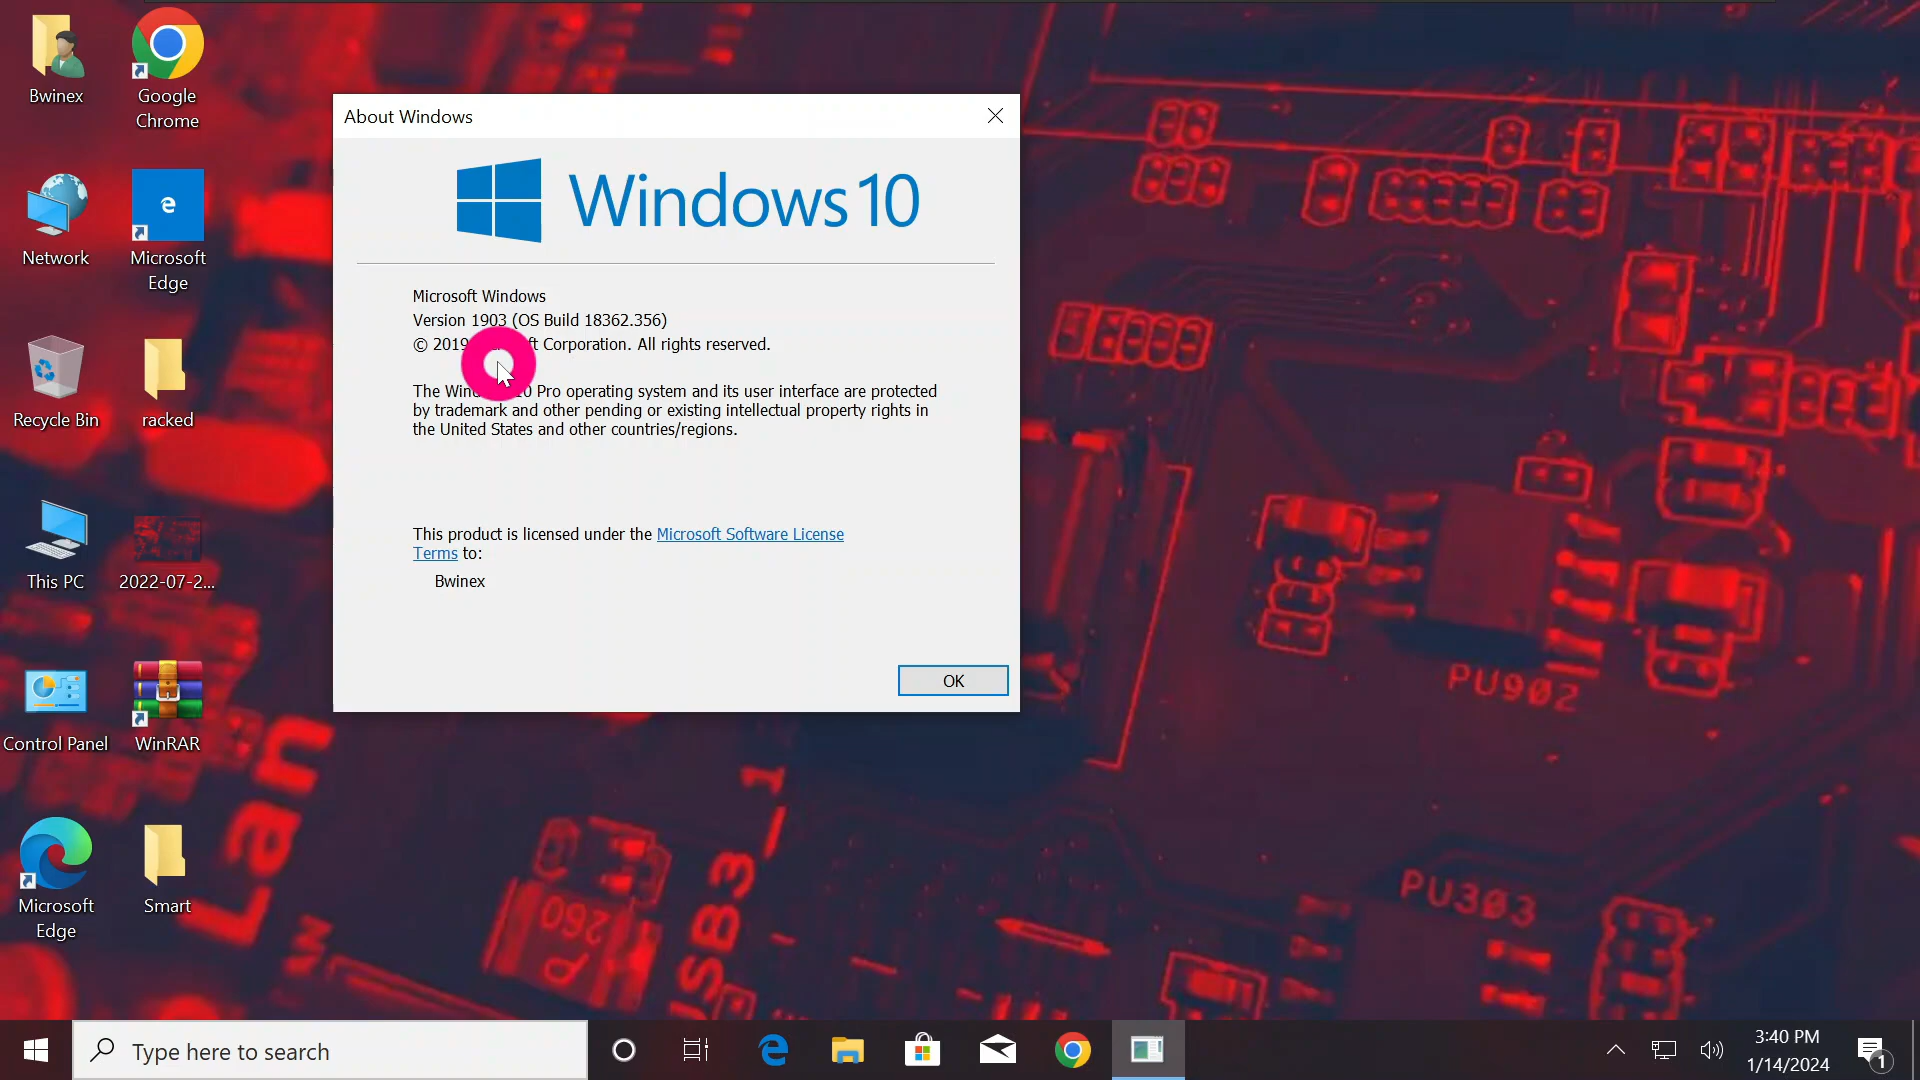 Bwinex
Google
Chrome
Network
Microsoft
Edge
Recycle Bin
racked
This PC
2022-07-2...
Control Panel
WinRAR
Microsoft
Edge
Smart
About Windows
Windows 10
Microsoft Windows
Version 1903 (OS Build 18362.356)
© 2019 Corporation. All rights reserved.
The Pro operating system and its user interface are protected
by trademark and other pending or existing intellectual property rights in
the United States and other countries/regions.
This product is licensed under the Microsoft Software License
Terms to:
Bwinex
OK
PU902
PU303
Lan
USB3_1
260
Type here to search
3:40 PM
1/14/2024
1